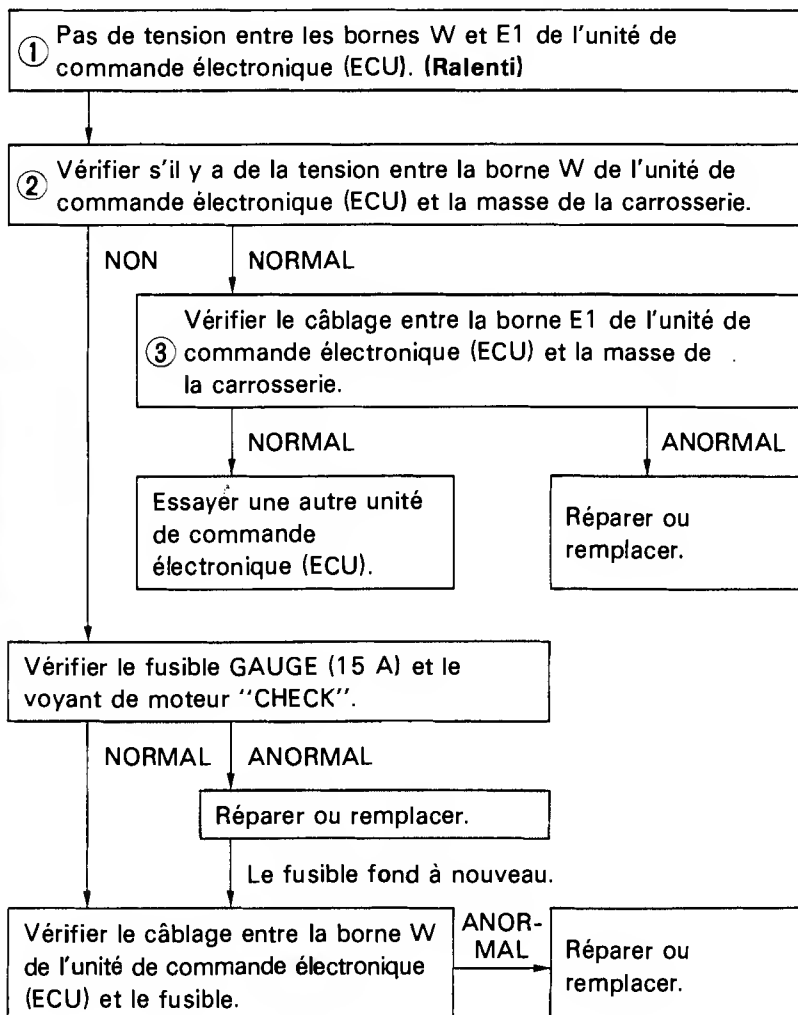 ① Pas de tension entre les bornes W et E1 de l'unité de
commande électronique (ECU). (Ralenti)
② Vérifier s'il y a de la tension entre la borne W de l'unité de
commande électronique (ECU) et la masse de la carrosserie.
NON
NORMAL
Vérifier le câblage entre la borne E1 de l'unité de
③ commande électronique (ECU) et la masse de
la carrosserie.
NORMAL
ANORMAL
Essayer une autre unité
de commande
électronique (ECU).
Réparer ou
remplacer.
Vérifier le fusible GAUGE (15 A) et le
voyant de moteur "CHECK".
NORMAL
ANORMAL
Réparer ou remplacer.
Le fusible fond à nouveau.
Vérifier le câblage entre la borne W
de l'unité de commande électronique
(ECU) et le fusible.
ANOR-
MAL
Réparer ou
remplacer.